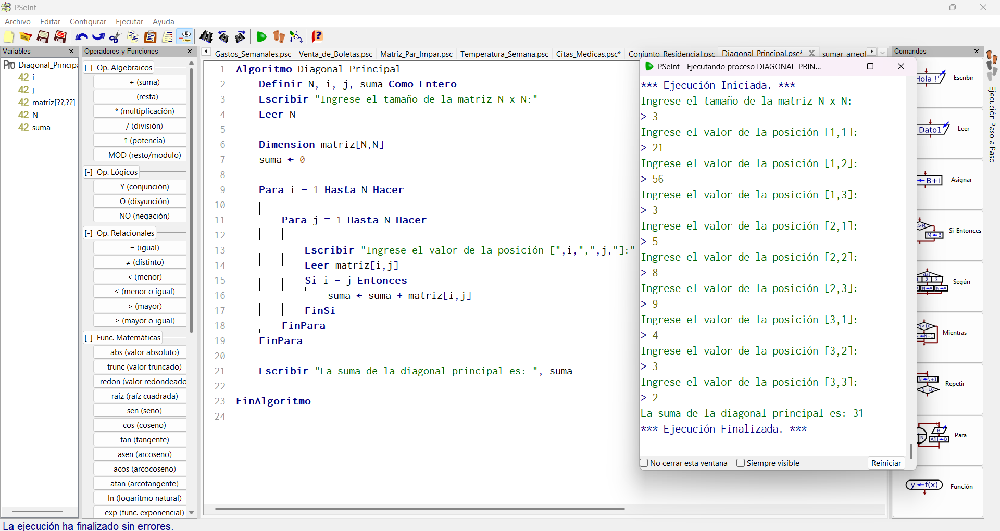 PSeInt
Archivo Editar Configurar Ejecutar Ayuda
Variables
Diagonal_Princip
42 i
42 j
42 matriz[??,??]
42 N
42 suma
Operadores y Funciones
[-] Op. Algebraicos
+ (suma)
- (resta)
* (multiplicación)
/ (división)
↑ (potencia)
MOD (resto/modulo)
[-] Op. Lógicos
Y (conjunción)
O (disyunción)
NO (negación)
[-] Op. Relacionales
= (igual)
≠ (distinto)
< (menor)
≤ (menor o igual)
> (mayor)
≥ (mayor o igual)
[-] Func. Matemáticas
abs (valor absoluto)
trunc (valor truncado)
redon (valor redondeado
raiz (raíz cuadrada)
sen (seno)
cos (coseno)
tan (tangente)
asen (arcoseno)
acos (arcocoseno)
atan (arcotangente)
ln (logaritmo natural)
exp (func. exponencial)
Gastos_Semanales.psc Venta_de_Boletas.psc Matriz_Par_Impar.psc Temperatura_Semana.psc Citas_Medicas.psc* Conjunto_Residencial.psc Diagonal_Principal.psc* sumar_arregl
1 Algoritmo Diagonal_Principal
2 Definir N, i, j, suma Como Entero
3 Escribir "Ingrese el tamaño de la matriz N x N:"
4 Leer N
5
6 Dimension matriz[N,N]
7 suma ← 0
8
9 Para i = 1 Hasta N Hacer
10
11 Para j = 1 Hasta N Hacer
12
13 Escribir "Ingrese el valor de la posición [",i,",",j,"]:"
14 Leer matriz[i,j]
15 Si i = j Entonces
16 suma ← suma + matriz[i,j]
17 FinSi
18 FinPara
19 FinPara
20
21 Escribir "La suma de la diagonal principal es: ", suma
22
23 FinAlgoritmo
24
PSeInt - Ejecutando proceso DIAGONAL_PRIN...
*** Ejecución Iniciada. ***
Ingrese el tamaño de la matriz N x N:
> 3
Ingrese el valor de la posición [1,1]:
> 21
Ingrese el valor de la posición [1,2]:
> 56
Ingrese el valor de la posición [1,3]:
> 3
Ingrese el valor de la posición [2,1]:
> 5
Ingrese el valor de la posición [2,2]:
> 8
Ingrese el valor de la posición [2,3]:
> 9
Ingrese el valor de la posición [3,1]:
> 4
Ingrese el valor de la posición [3,2]:
> 3
Ingrese el valor de la posición [3,3]:
> 2
La suma de la diagonal principal es: 31
*** Ejecución Finalizada. ***
No cerrar esta ventana Siempre visible Reiniciar
Comandos
Hola !' Escribir
Dato1 Leer
B+i Asignar
>B M←B Si-Entonces
dat 1 2 3 N←A N←A Según
N<10 N←N+1 Mientras
N←N+1 N=10 Repetir
N B A[i]←B Para
y←f(x) Función
Ejecución Paso a Paso
La ejecución ha finalizado sin errores.